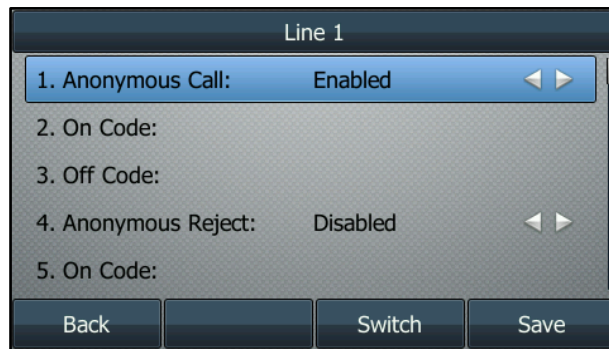 Line 1
1. Anonymous Call: Enabled
2. On Code:
3. Off Code:
4. Anonymous Reject: Disabled
5. On Code:
Back Switch Save